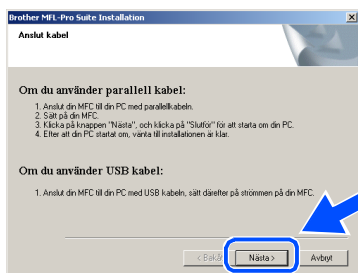 Brother MFL-Pro Suite Installation
Anslut kabel
Om du använder parallell kabel:
1. Anslut din MFC till din PC med parallellkabeln.
2. Sätt på din MFC.
3. Klicka på knappen "Nästa", och klicka på "Slutför" för att starta om din PC.
4. Efter att din PC startat om, vänta till installationen är klar.
Om du använder USB kabel:
1. Anslut din MFC till din PC med USB kabeln, sätt därefter på strömmen på din MFC.
Nästa >
Avbryt